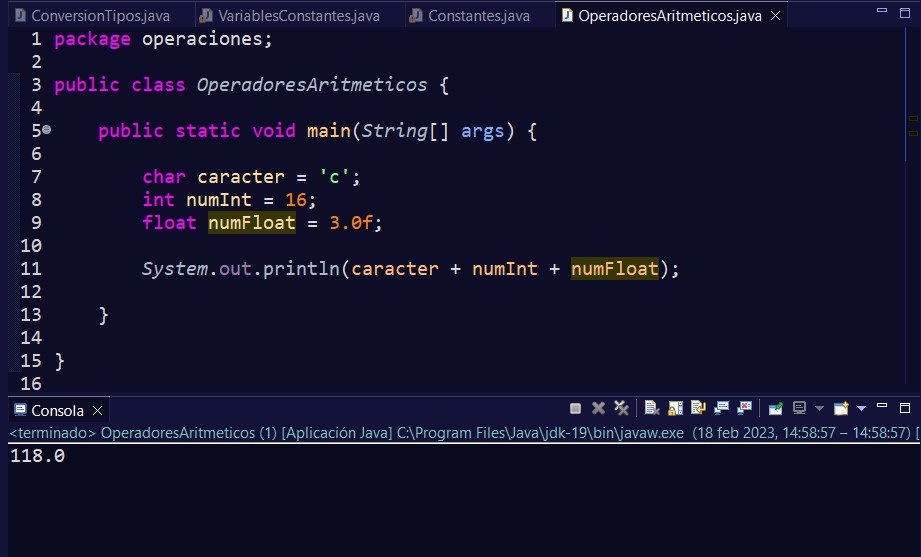 ConversionTipos.java VariablesConstantes.java Constantes.java OperadoresAritmeticos.java
1 package operaciones;
2
3 public class OperadoresAritmeticos {
4
5 public static void main(String[] args) {
6
7 char caracter = 'c';
8 int numInt = 16;
9 float numFloat = 3.0f;
10
11 System.out.println(caracter + numInt + numFloat);
12
13 }
14
15 }
16
Consola
<terminado> OperadoresAritmeticos (1) [Aplicación Java] C:\Program Files\Java\jdk-19\bin\javaw.exe (18 feb 2023, 14:58:57 – 14:58:57) [
118.0